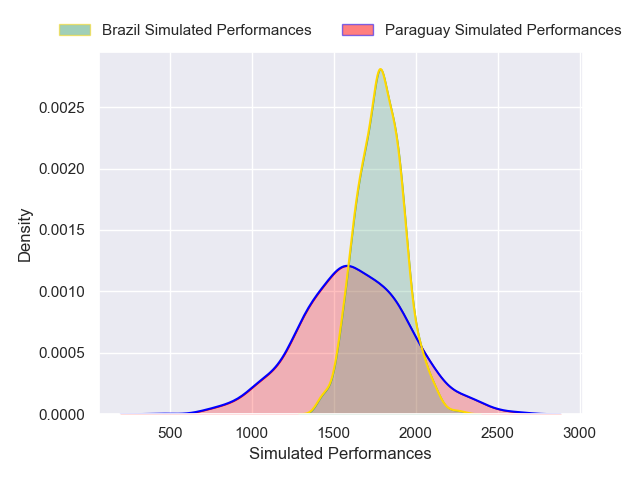 Brazil Simulated Performances
Paraguay Simulated Performances
0.0025
0.0020
0.0015
0.0010
0.0005
0.0000
Density
500 1000 1500 2000 2500 3000
Simulated Performances